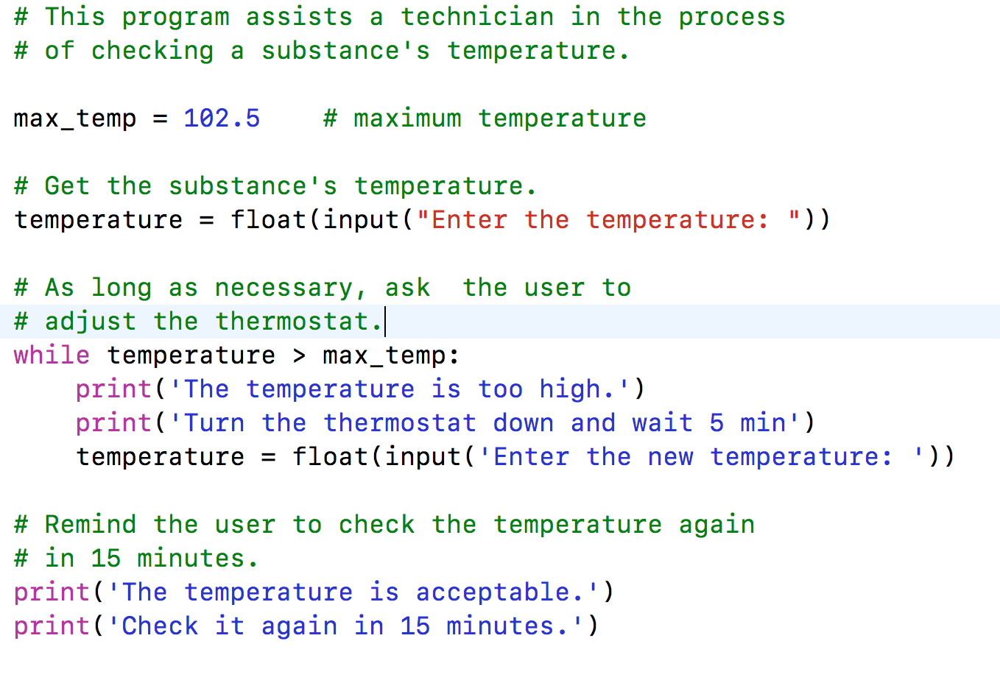 # This program assists a technician in the process
# of checking a substance's temperature.
max_temp = 102.5    # maximum temperature
# Get the substance's temperature.
temperature = float(input("Enter the temperature: "))
# As long as necessary, ask  the user to
# adjust the thermostat.
while temperature > max_temp:
    print('The temperature is too high.')
    print('Turn the thermostat down and wait 5 min')
    temperature = float(input('Enter the new temperature: '))
# Remind the user to check the temperature again
# in 15 minutes.
print('The temperature is acceptable.')
print('Check it again in 15 minutes.')